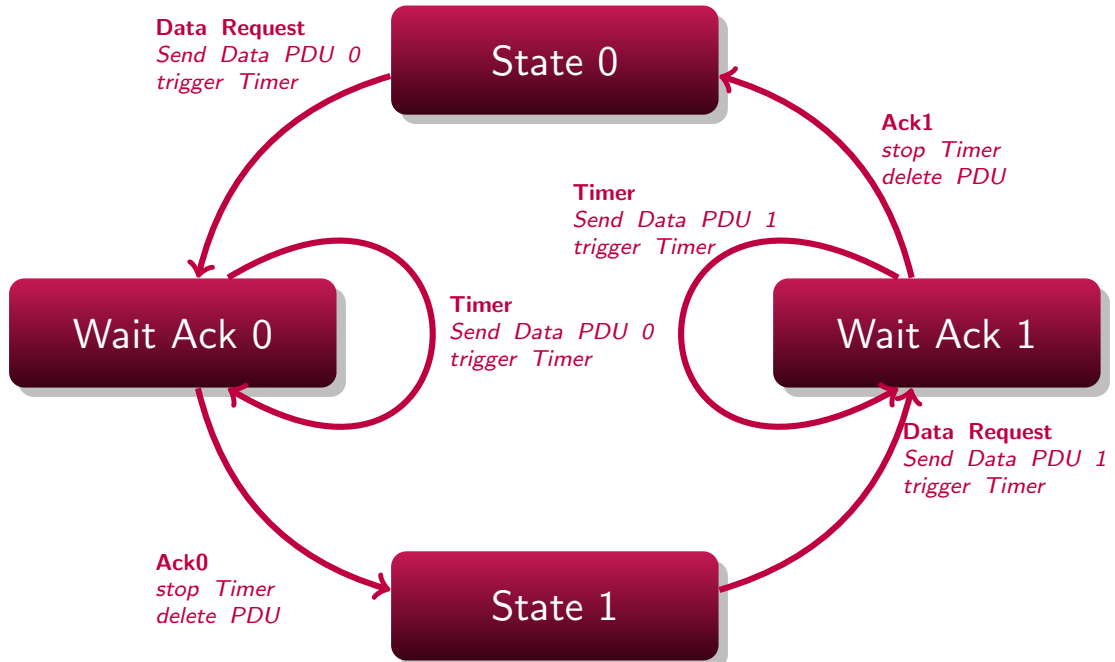 Data Request
Send Data PDU 0
trigger Timer
State 0
Ack1
stop Timer
delete PDU
Timer
Send Data PDU 1
trigger Timer
Wait Ack 0
Timer
Send Data PDU 0
trigger Timer
Wait Ack 1
Data Request
Send Data PDU 1
trigger Timer
Ack0
stop Timer
delete PDU
State 1